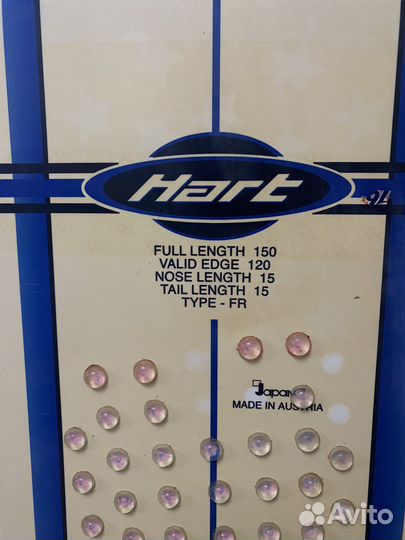 Hart
'76
FULL LENGTH 150
VALID EDGE 120
NOSE LENGTH 15
TAIL LENGTH 15
TYPE - FR
Japan
MADE IN AUSTRIA
Avito